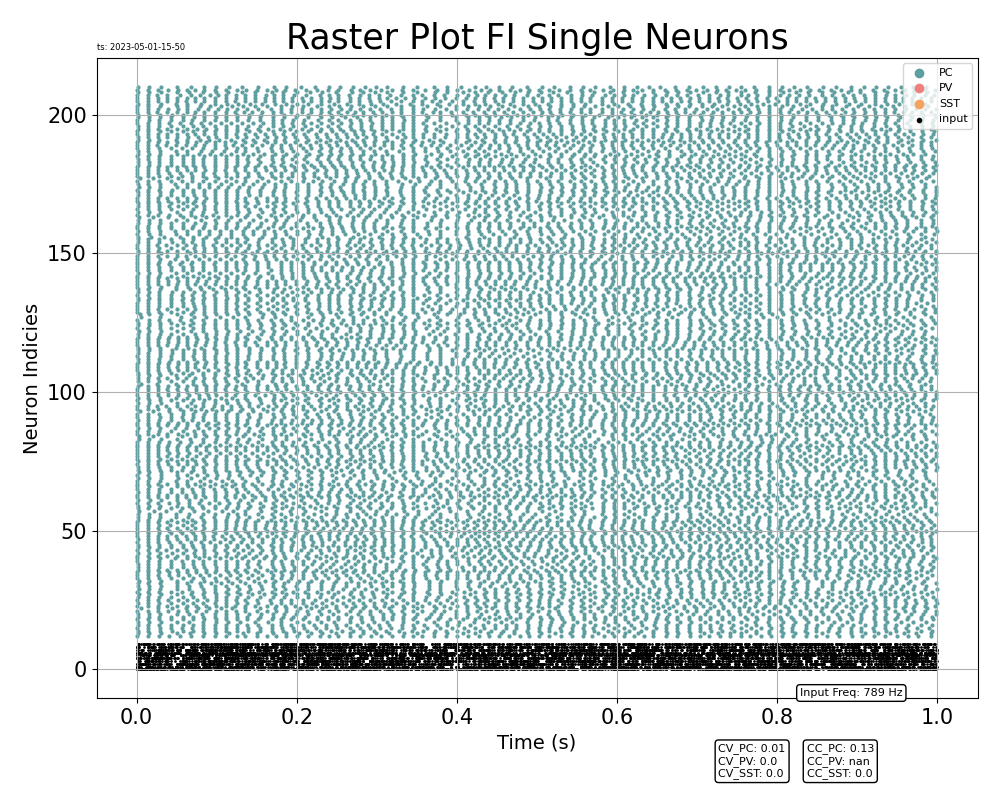 Raster Plot FI Single Neurons
ts: 2023-05-01-15-50
PC
PV
SST
input
200
150
100
50
0
Neuron Indicies
0.0 0.2 0.4 0.6 0.8 1.0
Time (s)
Input Freq: 789 Hz
CV_PC: 0.01
CV_PV: 0.0
CV_SST: 0.0
CC_PC: 0.13
CC_PV: nan
CC_SST: 0.0